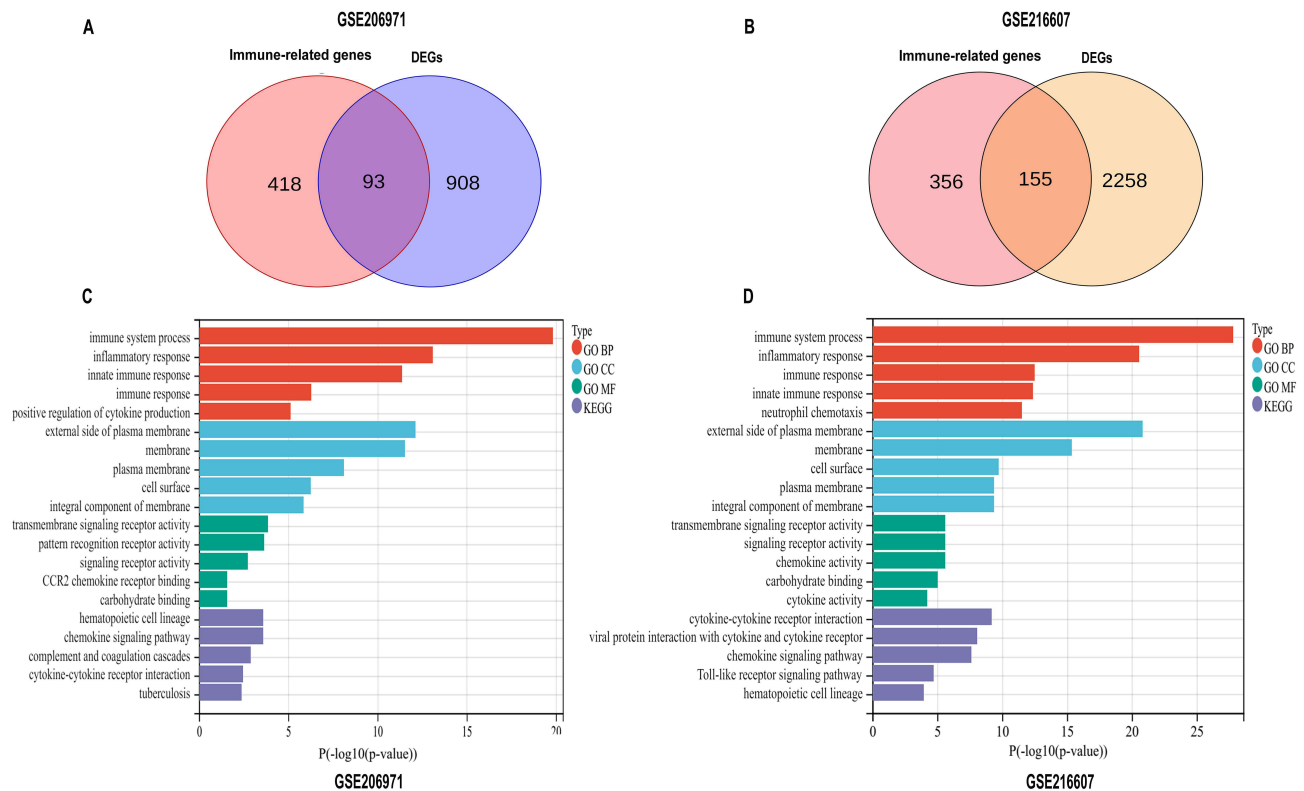 A
GSE206971
Immune-related genes
DEGs
418
93
908
B
GSE216607
Immune-related genes
DEGs
356
155
2258
C
immune system process
inflammatory response
innate immune response
immune response
positive regulation of cytokine production
external side of plasma membrane
membrane
plasma membrane
cell surface
integral component of membrane
transmembrane signaling receptor activity
pattern recognition receptor activity
signaling receptor activity
CCR2 chemokine receptor binding
carbohydrate binding
hematopoietic cell lineage
chemokine signaling pathway
complement and coagulation cascades
cytokine-cytokine receptor interaction
tuberculosis
0 5 10 15 20
P(-log10(p-value))
Type
GO BP
GO CC
GO MF
KEGG
GSE206971
D
immune system process
inflammatory response
immune response
innate immune response
neutrophil chemotaxis
external side of plasma membrane
membrane
cell surface
plasma membrane
integral component of membrane
transmembrane signaling receptor activity
signaling receptor activity
chemokine activity
carbohydrate binding
cytokine activity
cytokine-cytokine receptor interaction
viral protein interaction with cytokine and cytokine receptor
chemokine signaling pathway
Toll-like receptor signaling pathway
hematopoietic cell lineage
0 5 10 15 20 25
P(-log10(p-value))
Type
GO BP
GO CC
GO MF
KEGG
GSE216607